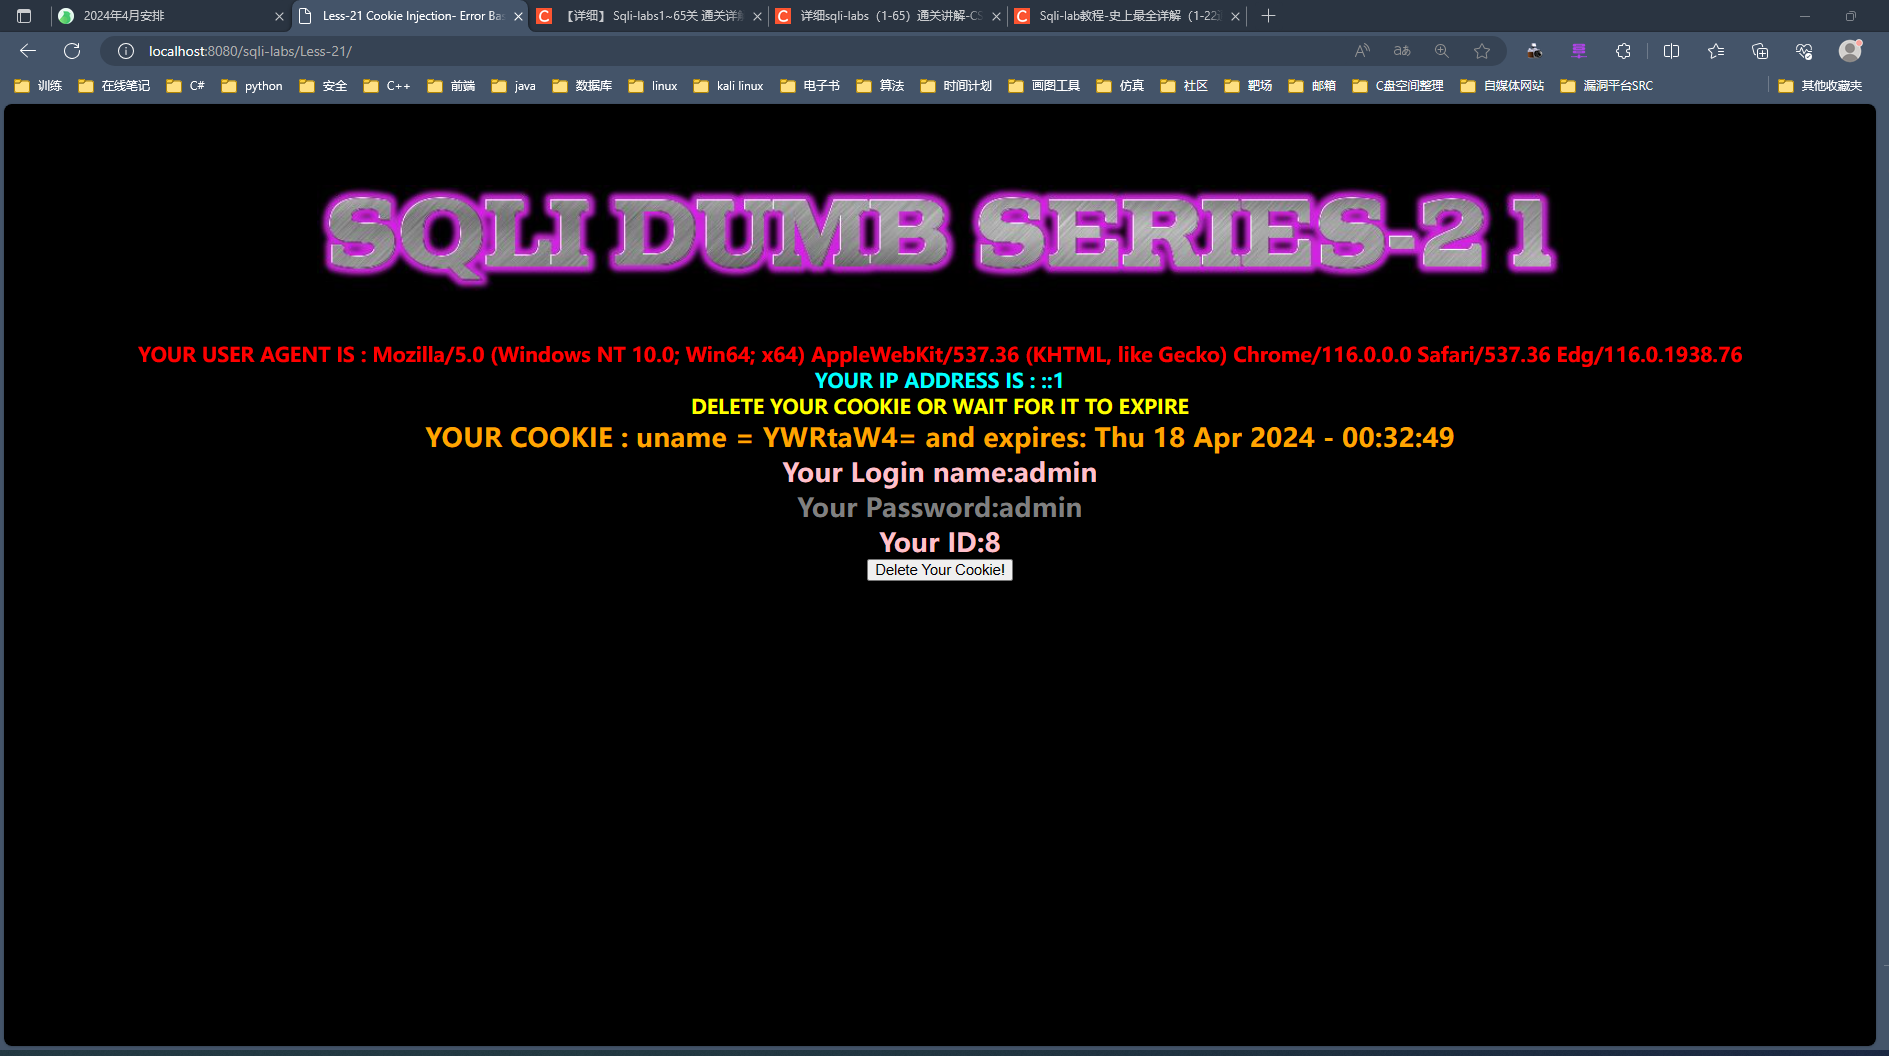 2024年4月安排
Less-21 Cookie Injection- Error Bas
【详细】 Sqli-labs1~65关 通关详解
详细sqli-labs（1-65）通关讲解-CS
Sqli-lab教程-史上最全详解（1-22通
localhost:8080/sqli-labs/Less-21/
训练 在线笔记 C# python 安全 C++ 前端 java 数据库 linux kali linux 电子书 算法 时间计划 画图工具 仿真 社区 靶场 邮箱 C盘空间整理 自媒体网站 漏洞平台SRC 其他收藏夹
SQLI DUMB SERIES-21
YOUR USER AGENT IS : Mozilla/5.0 (Windows NT 10.0; Win64; x64) AppleWebKit/537.36 (KHTML, like Gecko) Chrome/116.0.0.0 Safari/537.36 Edg/116.0.1938.76
YOUR IP ADDRESS IS : ::1
DELETE YOUR COOKIE OR WAIT FOR IT TO EXPIRE
YOUR COOKIE : uname = YWRtaW4= and expires: Thu 18 Apr 2024 - 00:32:49
Your Login name:admin
Your Password:admin
Your ID:8
Delete Your Cookie!